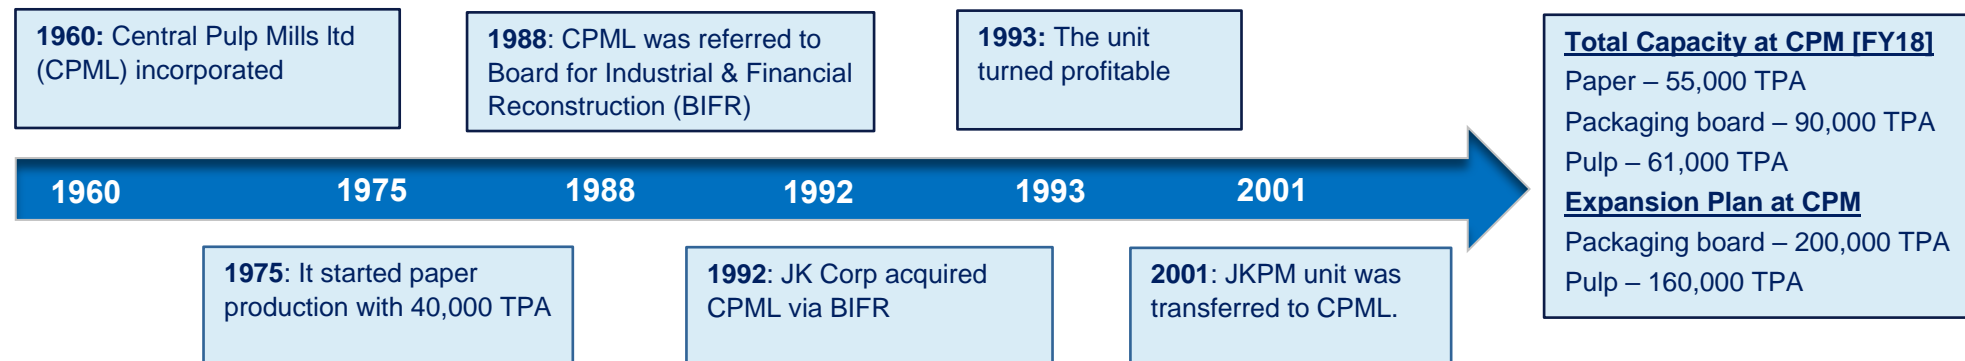 1960: Central Pulp Mills ltd
(CPML) incorporated
1988: CPML was referred to
Board for Industrial & Financial
Reconstruction (BIFR)
1993: The unit
turned profitable
1960 1975 1988 1992 1993 2001
1975: It started paper
production with 40,000 TPA
1992: JK Corp acquired
CPML via BIFR
2001: JKPM unit was
transferred to CPML.
Total Capacity at CPM [FY18]
Paper – 55,000 TPA
Packaging board – 90,000 TPA
Pulp – 61,000 TPA
Expansion Plan at CPM
Packaging board – 200,000 TPA
Pulp – 160,000 TPA